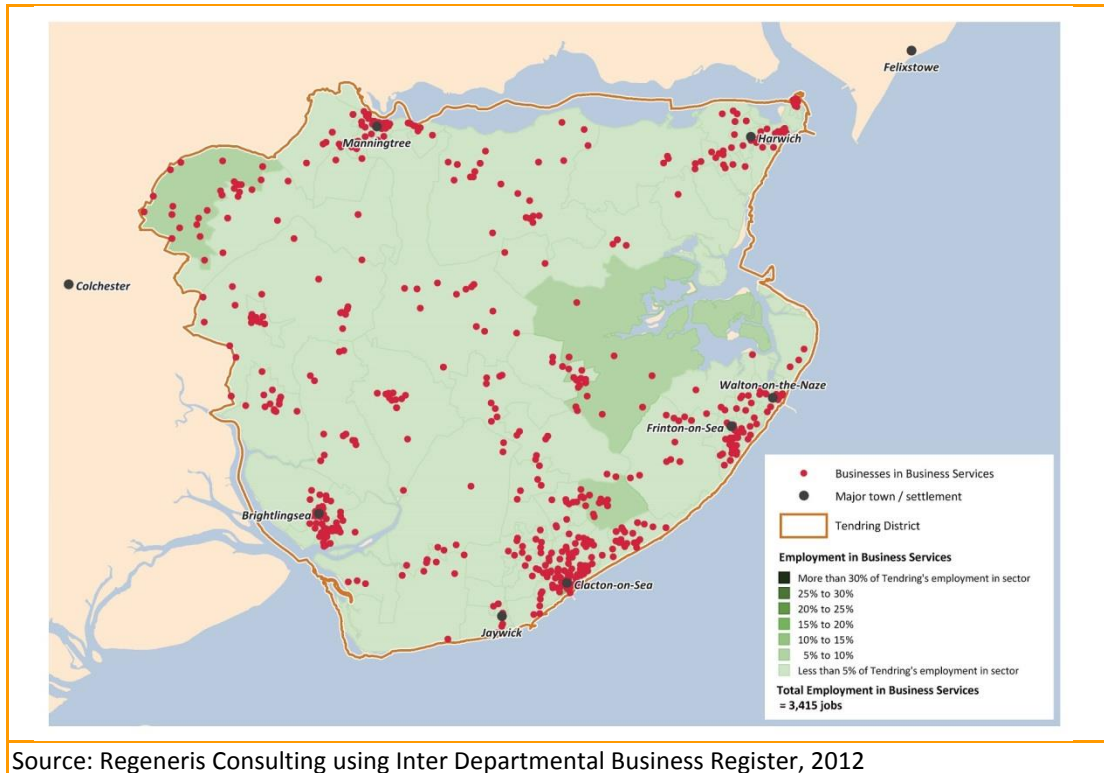 Felixstowe
Manningtree
Harwich
Colchester
Walton-on-the-Naze
Frinton-on-Sea
Brightlingsea
Clacton-on-Sea
Jaywick
Businesses in Business Services
Major town / settlement
Tendring District
Employment in Business Services
More than 30% of Tendring's employment in sector
25% to 30%
20% to 25%
15% to 20%
10% to 15%
5% to 10%
Less than 5% of Tendring's employment in sector
Total Employment in Business Services
= 3,415 jobs
Source: Regeneris Consulting using Inter Departmental Business Register, 2012